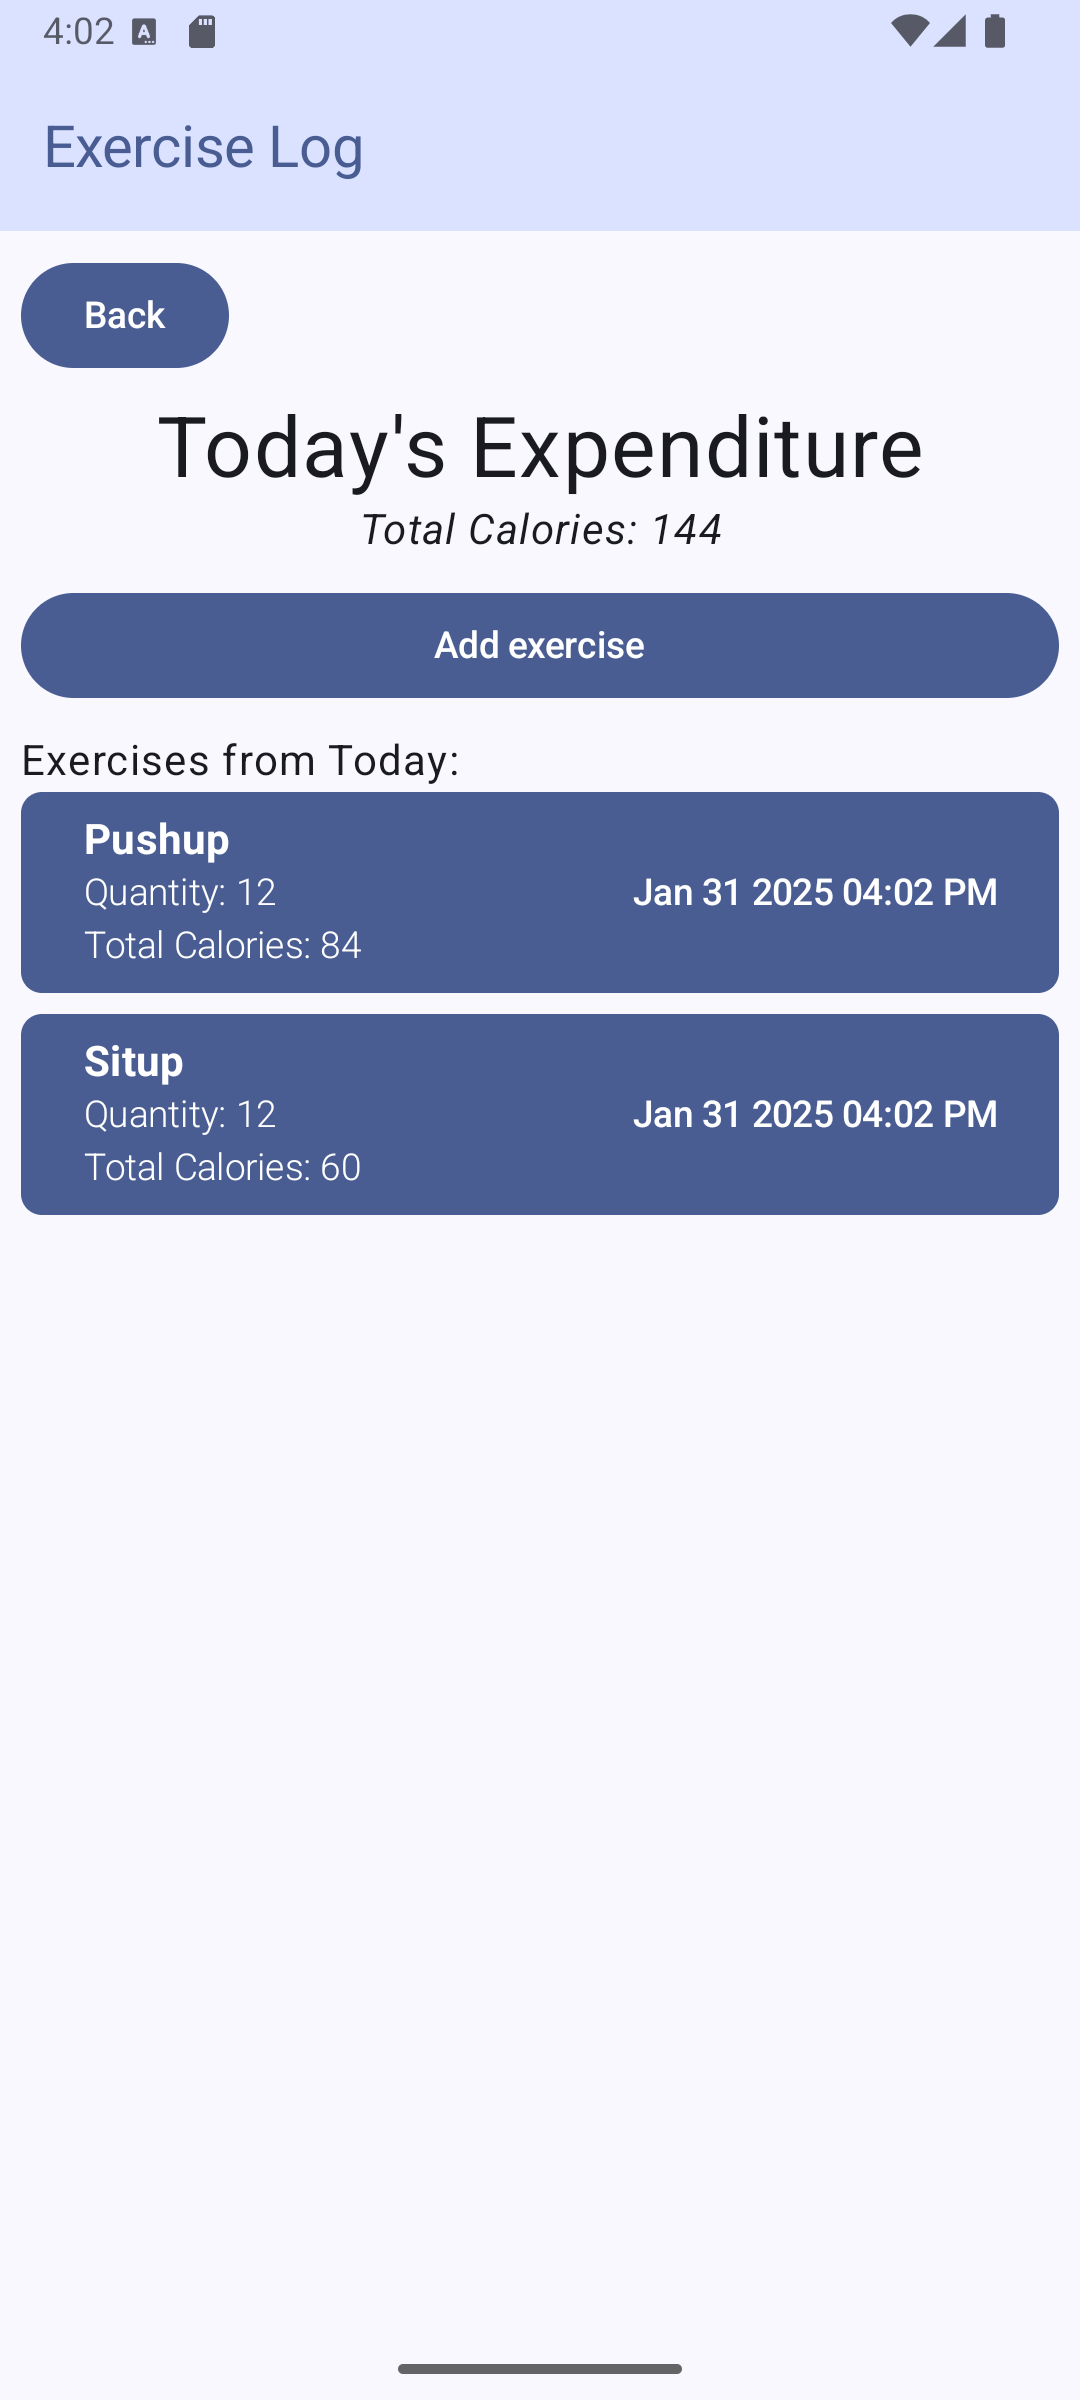 4:02
Exercise Log
Back
Today's Expenditure
Total Calories: 144
Add exercise
Exercises from Today:
Pushup
Quantity: 12
Jan 31 2025 04:02 PM
Total Calories: 84
Situp
Quantity: 12
Jan 31 2025 04:02 PM
Total Calories: 60